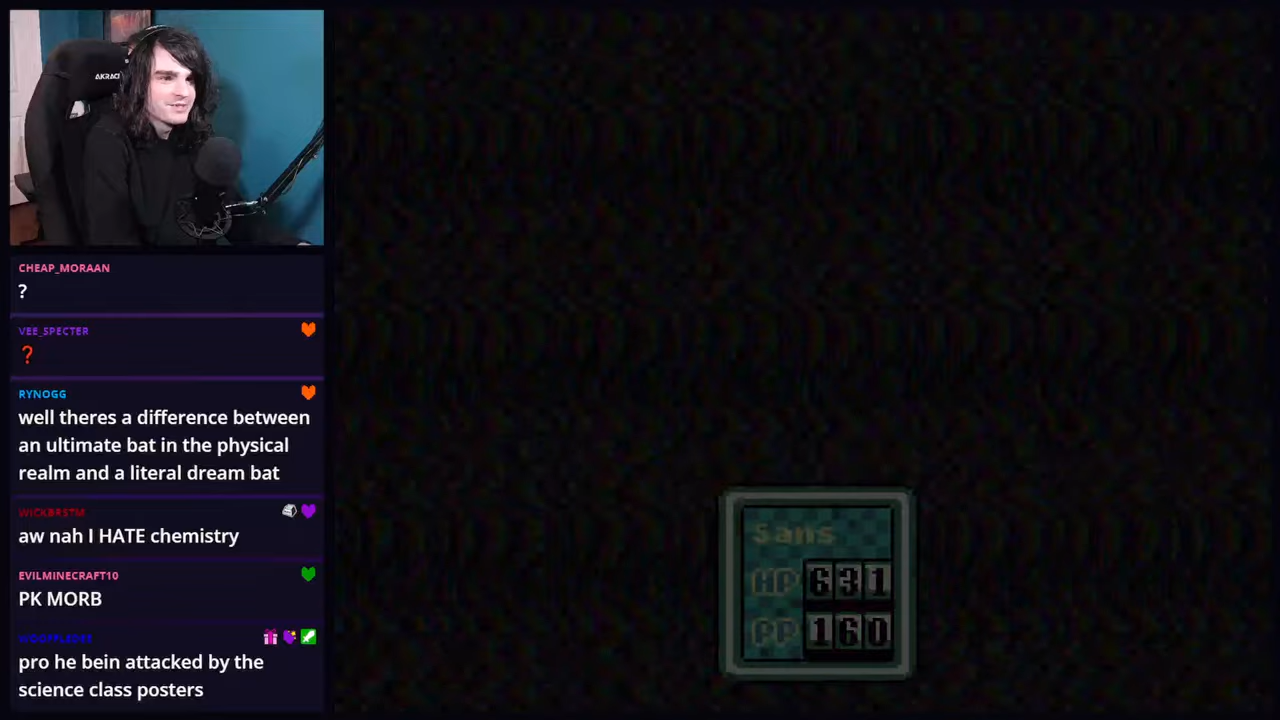 AKRACI
CHEAP_MORAAN
?
VEE_SPECTER
?
RYNOGG
well theres a difference between
an ultimate bat in the physical
realm and a literal dream bat
WICKBRSTM
aw nah I HATE chemistry
EVILMINECRAFT10
PK MORB
pro he bein attacked by the
science class posters
Sans
HP 631
PP 160